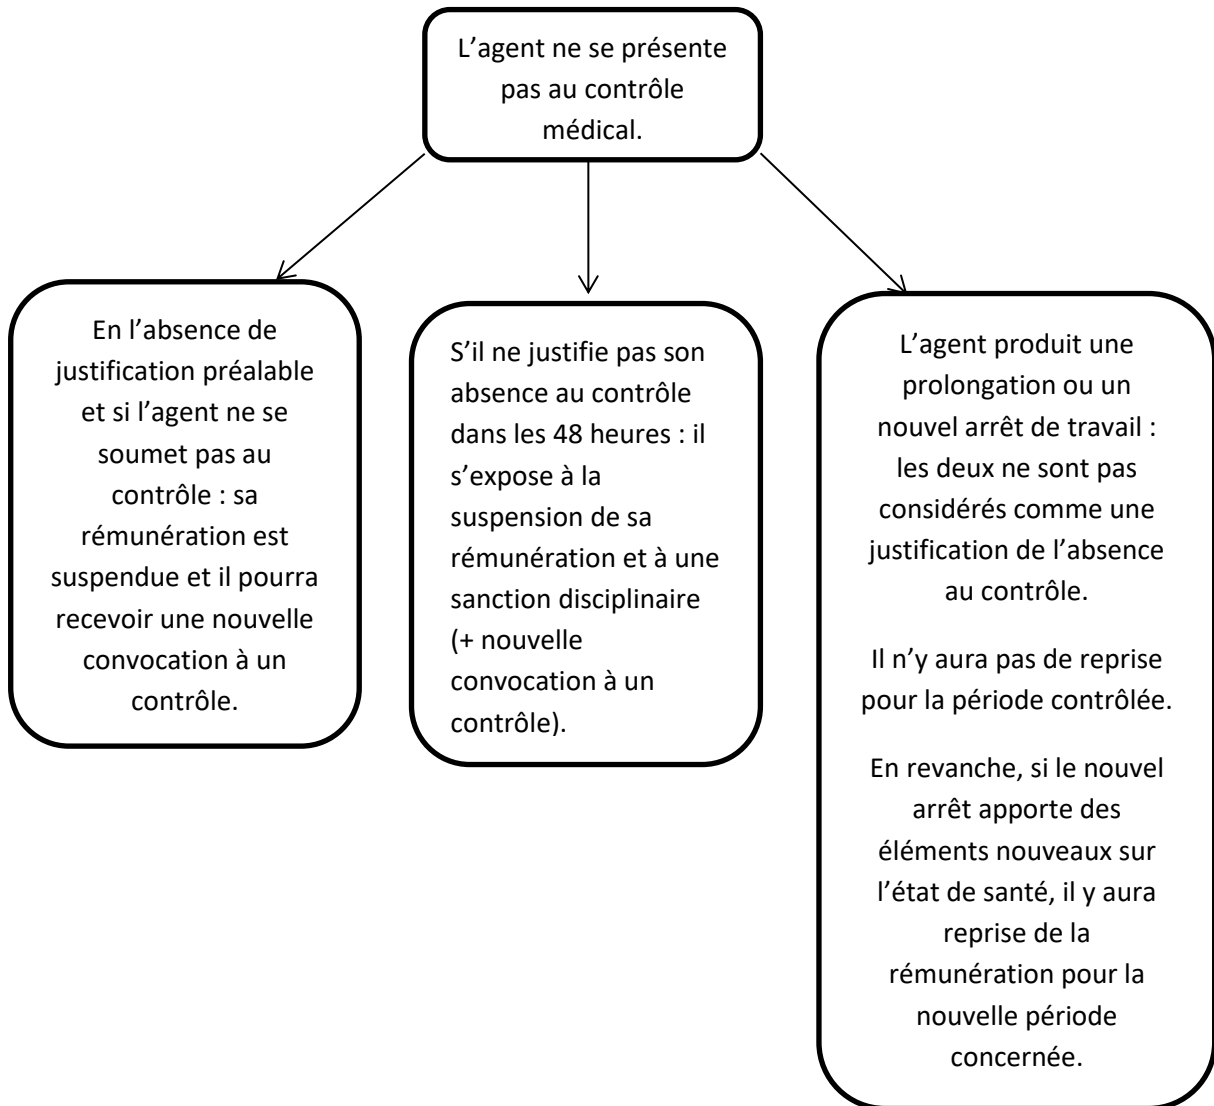 L’agent ne se présente
pas au contrôle
médical.
En l’absence de
justification préalable
et si l’agent ne se
soumet pas au
contrôle : sa
rémunération est
suspendue et il pourra
recevoir une nouvelle
convocation à un
contrôle.
S’il ne justifie pas son
absence au contrôle
dans les 48 heures : il
s’expose à la
suspension de sa
rémunération et à une
sanction disciplinaire
(+ nouvelle
convocation à un
contrôle).
L’agent produit une
prolongation ou un
nouvel arrêt de travail :
les deux ne sont pas
considérés comme une
justification de l’absence
au contrôle.
Il n’y aura pas de reprise
pour la période contrôlée.
En revanche, si le nouvel
arrêt apporte des
éléments nouveaux sur
l’état de santé, il y aura
reprise de la
rémunération pour la
nouvelle période
concernée.